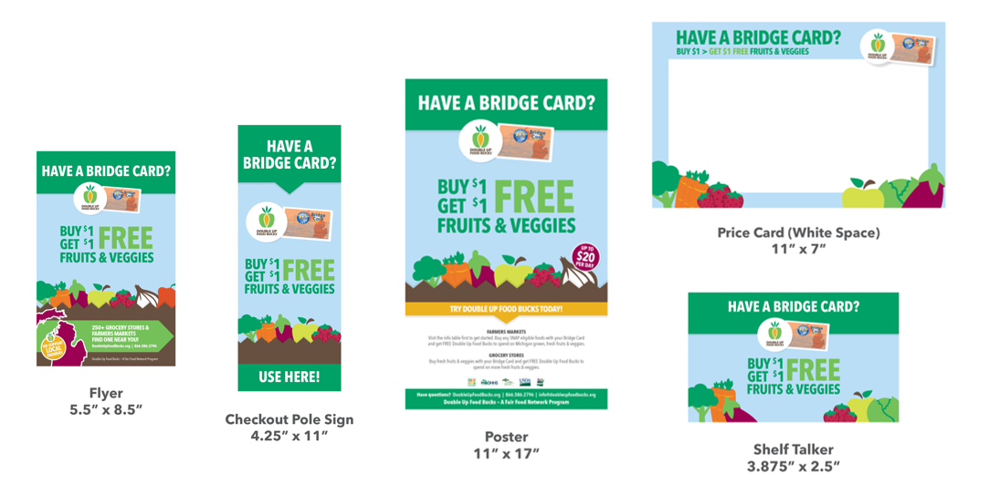 HAVE A BRIDGE CARD?
DOUBLE UP
FOOD BUCKS
Bridge
Card
BUY $1
GET $1
FREE
FRUITS & VEGGIES
250+ GROCERY STORES &
FARMERS MARKETS
FIND ONE NEAR YOU!
DoubleUpFoodBucks.org | 866.586.2796
WE SUPPORT
LOCAL
FARMERS
Double Up Food Bucks – A Fair Food Network Program
Flyer
5.5” x 8.5”
HAVE A
BRIDGE CARD?
DOUBLE UP
FOOD BUCKS
Bridge
Card
BUY $1
GET $1
FREE
FRUITS & VEGGIES
USE HERE!
Checkout Pole Sign
4.25” x 11”
HAVE A BRIDGE CARD?
DOUBLE UP
FOOD BUCKS
Bridge
Card
BUY $1
GET $1
FREE
FRUITS & VEGGIES
UP TO
$20
PER DAY
TRY DOUBLE UP FOOD BUCKS TODAY!
FARMERS MARKETS
Visit the info table first to get started. Buy any SNAP eligible foods with your Bridge Card
and get FREE Double Up Food Bucks to spend on Michigan grown, fresh fruits & veggies.
GROCERY STORES
Buy fresh fruits & veggies with your Bridge Card and get FREE Double Up Food Bucks to
spend on more fresh fruits & veggies.
MDHHS
USDA
Have questions? DoubleUpFoodBucks.org | 866.586.2796 | info@doubleupfoodbucks.org
Double Up Food Bucks – A Fair Food Network Program
Poster
11” x 17”
HAVE A BRIDGE CARD?
BUY $1 > GET $1 FREE FRUITS & VEGGIES
DOUBLE UP
FOOD BUCKS
Bridge
Card
Price Card (White Space)
11” x 7”
HAVE A BRIDGE CARD?
DOUBLE UP
FOOD BUCKS
Bridge
Card
BUY $1
GET $1
FREE
FRUITS & VEGGIES
Shelf Talker
3.875” x 2.5”